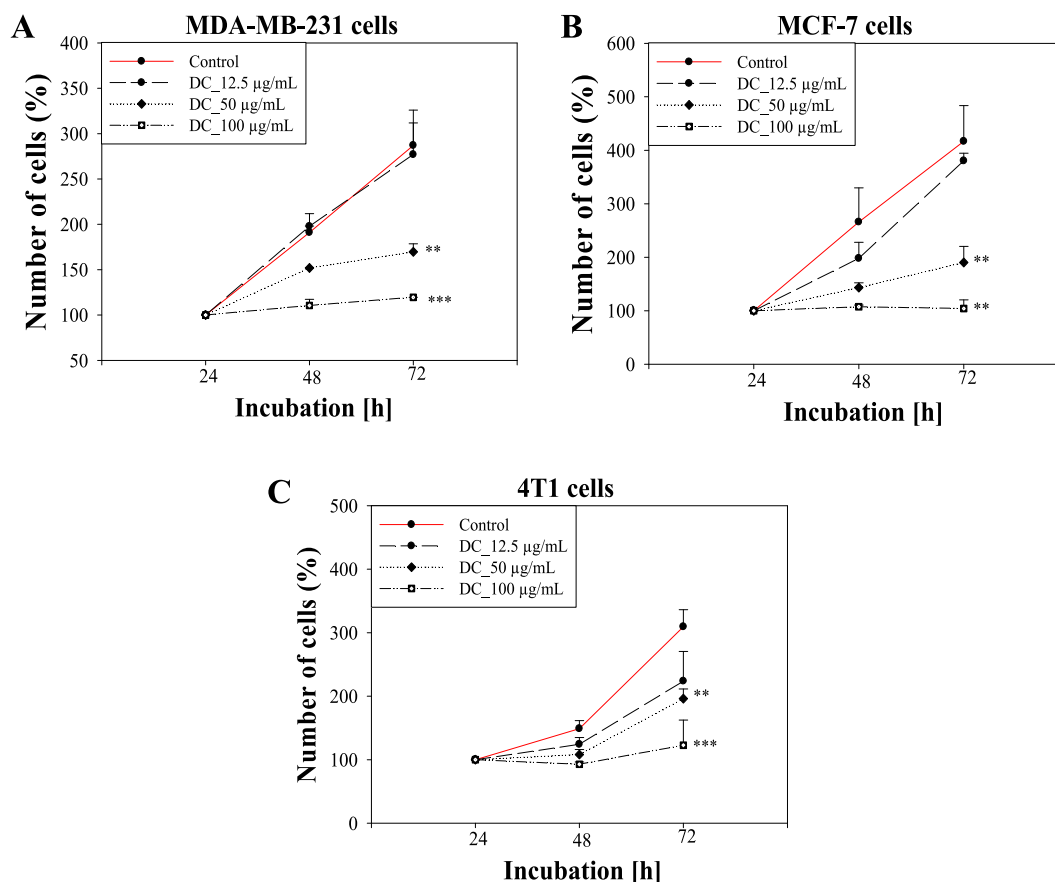 A
MDA-MB-231 cells
Number of cells (%)
400
350
300
250
200
150
100
50
Control
DC_12.5 µg/mL
DC_50 µg/mL
DC_100 µg/mL
**
***
24
48
72
Incubation [h]
B
MCF-7 cells
Number of cells (%)
600
500
400
300
200
100
0
Control
DC_12.5 µg/mL
DC_50 µg/mL
DC_100 µg/mL
**
**
24
48
72
Incubation [h]
C
4T1 cells
Number of cells (%)
500
400
300
200
100
0
Control
DC_12.5 µg/mL
DC_50 µg/mL
DC_100 µg/mL
**
***
24
48
72
Incubation [h]